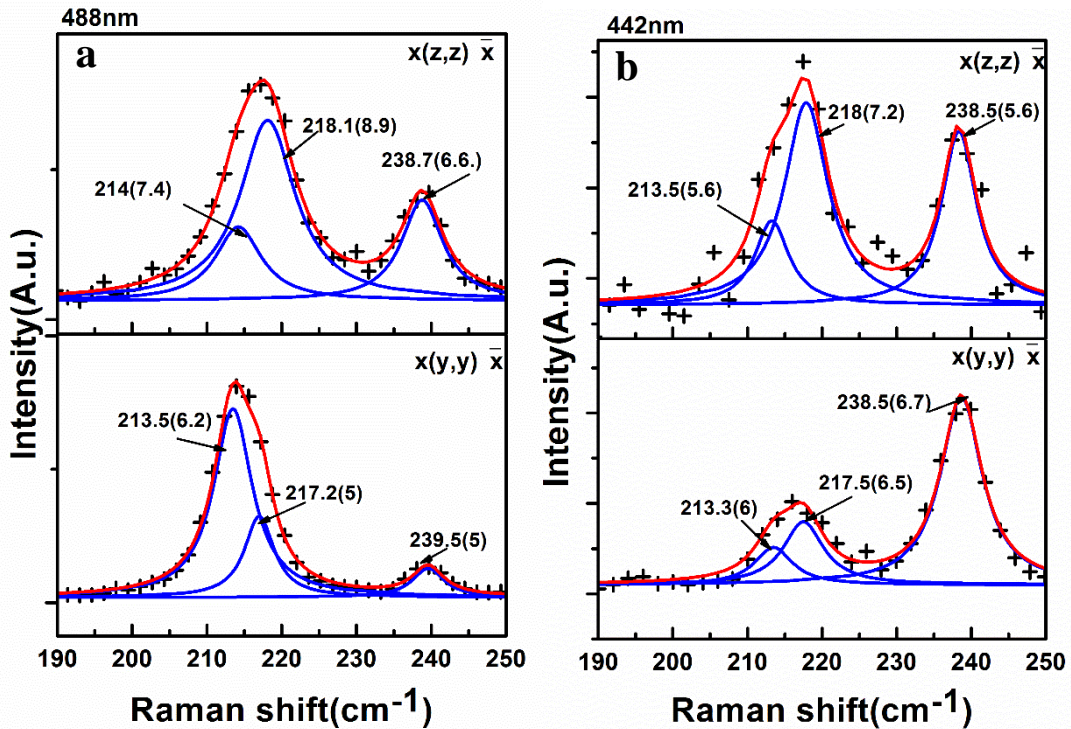 488nm
a
x(z,z) x̄
218.1(8.9)
214(7.4)
238.7(6.6.)
x(y,y) x̄
213.5(6.2)
217.2(5)
239.5(5)
Intensity(A.u.)
190 200 210 220 230 240 250
Raman shift(cm⁻¹)
442nm
b
x(z,z) x̄
218(7.2)
238.5(5.6)
213.5(5.6)
x(y,y) x̄
238.5(6.7)
217.5(6.5)
213.3(6)
Intensity(A.u.)
190 200 210 220 230 240 250
Raman shift(cm⁻¹)